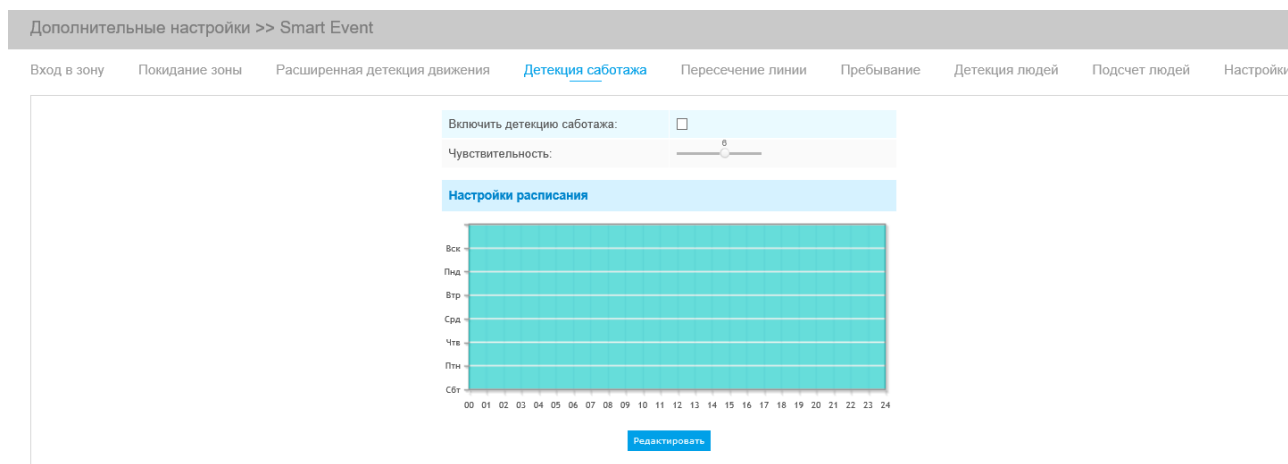 Дополнительные настройки >> Smart Event
Вход в зону Покидание зоны Расширенная детекция движения Детекция саботажа Пересечение линии Пребывание Детекция людей Подсчет людей Настройки
Включить детекцию саботажа:
Чувствительность: 6
Настройки расписания
Вск
Пнд
Втр
Срд
Чтв
Птн
Сбт
00 01 02 03 04 05 06 07 08 09 10 11 12 13 14 15 16 17 18 19 20 21 22 23 24
Редактировать